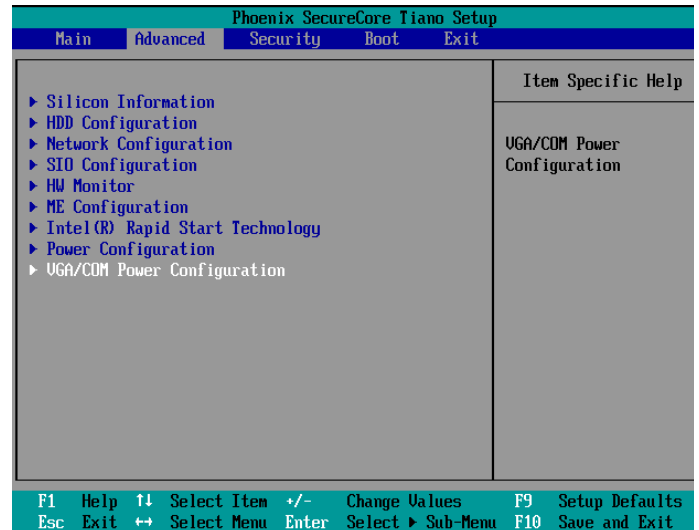 Phoenix SecureCore Tiano Setup
Main Advanced Security Boot Exit
Item Specific Help
▶ Silicon Information
▶ HDD Configuration
▶ Network Configuration
▶ SIO Configuration
▶ HW Monitor
▶ ME Configuration
▶ Intel(R) Rapid Start Technology
▶ Power Configuration
▶ VGA/COM Power Configuration
VGA/COM Power
Configuration
F1 Help ↑↓ Select Item +/- Change Values F9 Setup Defaults
Esc Exit ↔ Select Menu Enter Select ▶ Sub-Menu F10 Save and Exit